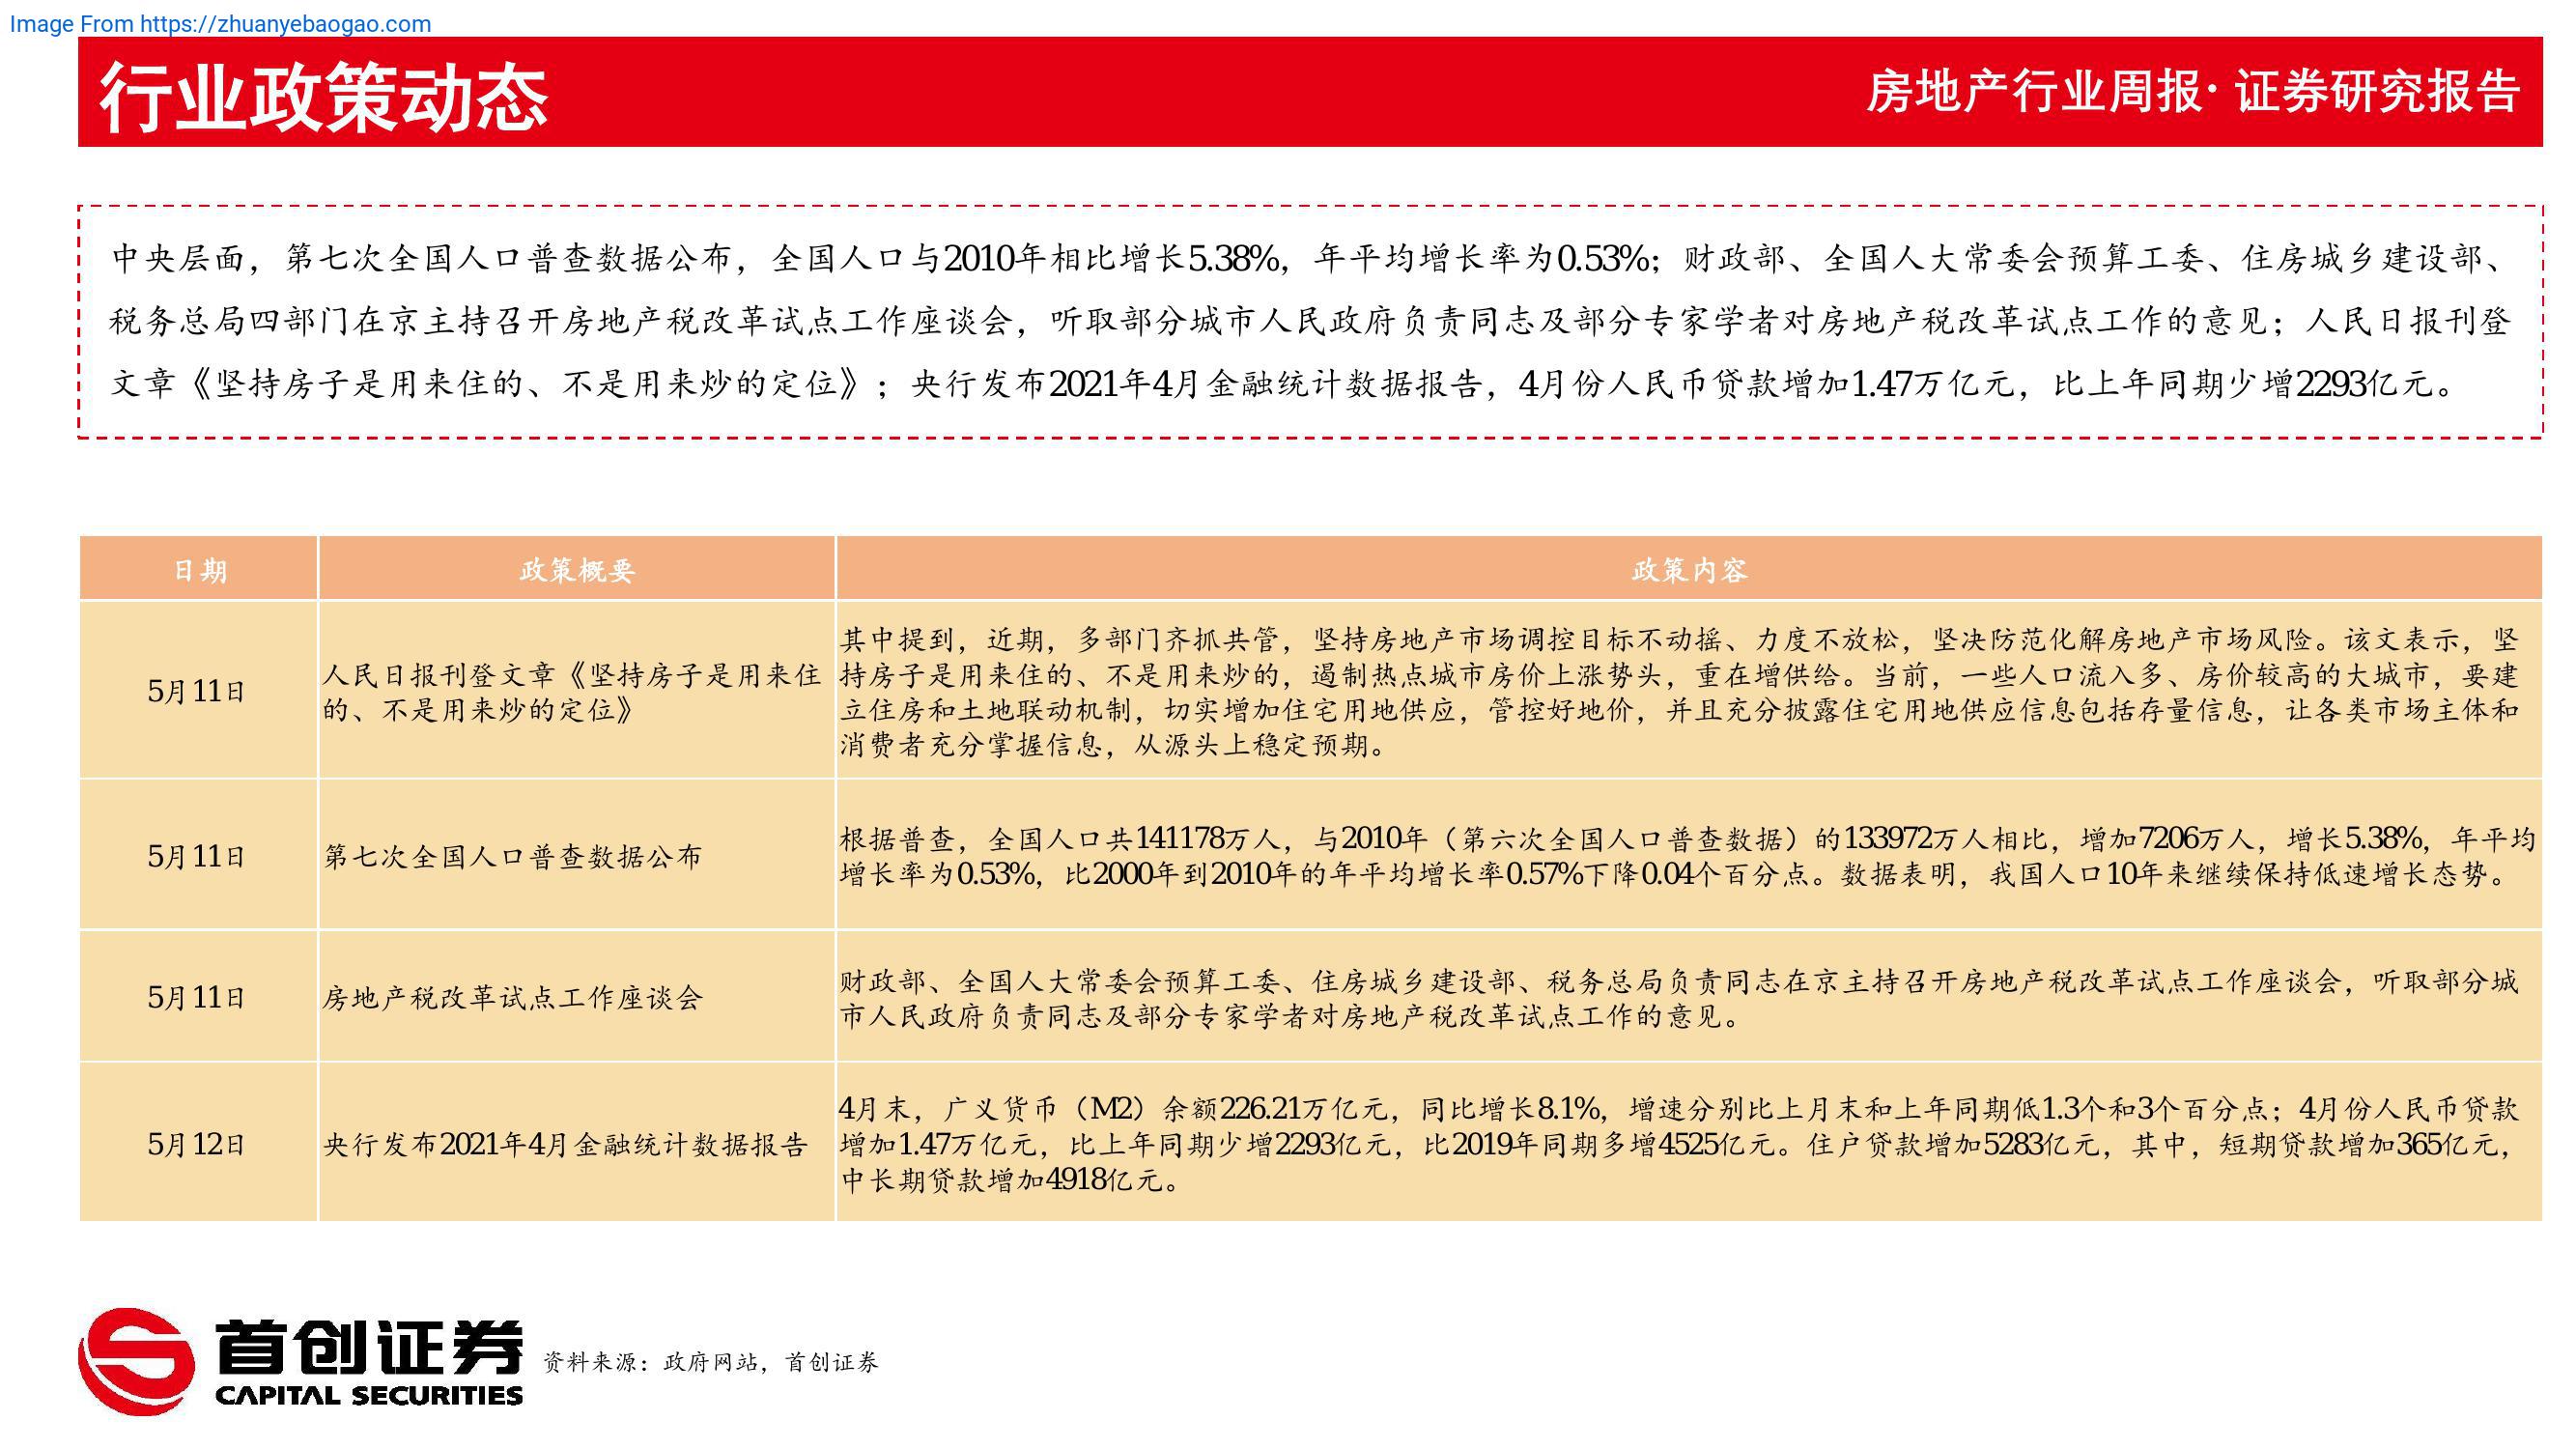 Image From https://zhuanyebaogao.com
行业政策动态
房地产行业周报· 证券研究报告
中央层面，第七次全国人口普查数据公布，全国人口与2010年相比增长5.38%，年平均增长率为0.53%；财政部、全国人大常委会预算工委、住房城乡建设部、
税务总局四部门在京主持召开房地产税改革试点工作座谈会，听取部分城市人民政府负责同志及部分专家学者对房地产税改革试点工作的意见；人民日报刊登
文章《坚持房子是用来住的、不是用来炒的定位》；央行发布2021年4月金融统计数据报告，4月份人民币贷款增加1.47万亿元，比上年同期少增2293亿元。
日期
政策概要
政策内容
5月11日
人民日报刊登文章《坚持房子是用来住
的、不是用来炒的定位》
其中提到，近期，多部门齐抓共管，坚持房地产市场调控目标不动摇、力度不放松，坚决防范化解房地产市场风险。该文表示，坚
持房子是用来住的、不是用来炒的，遏制热点城市房价上涨势头，重在增供给。当前，一些人口流入多、房价较高的大城市，要建
立住房和土地联动机制，切实增加住宅用地供应，管控好地价，并且充分披露住宅用地供应信息包括存量信息，让各类市场主体和
消费者充分掌握信息，从源头上稳定预期。
5月11日
第七次全国人口普查数据公布
根据普查，全国人口共141178万人，与2010年（第六次全国人口普查数据）的133972万人相比，增加7206万人，增长5.38%，年平均
增长率为0.53%，比2000年到2010年的年平均增长率0.57%下降0.04个百分点。数据表明，我国人口10年来继续保持低速增长态势。
5月11日
房地产税改革试点工作座谈会
财政部、全国人大常委会预算工委、住房城乡建设部、税务总局负责同志在京主持召开房地产税改革试点工作座谈会，听取部分城
市人民政府负责同志及部分专家学者对房地产税改革试点工作的意见。
5月12日
央行发布2021年4月金融统计数据报告
4月末，广义货币（M2）余额226.21万亿元，同比增长8.1%，增速分别比上月末和上年同期低1.3个和3个百分点；4月份人民币贷款
增加1.47万亿元，比上年同期少增2293亿元，比2019年同期多增4525亿元。住户贷款增加5283亿元，其中，短期贷款增加365亿元，
中长期贷款增加4918亿元。
首创证券
CAPITAL SECURITIES
资料来源：政府网站，首创证券